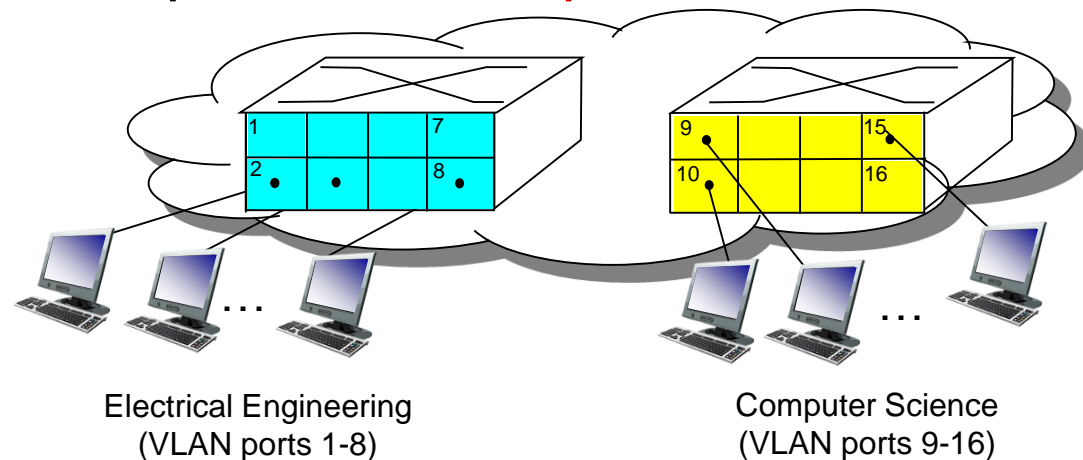 1 7 9 15
2 8 10 16
... ...
Electrical Engineering
(VLAN ports 1-8)
Computer Science
(VLAN ports 9-16)